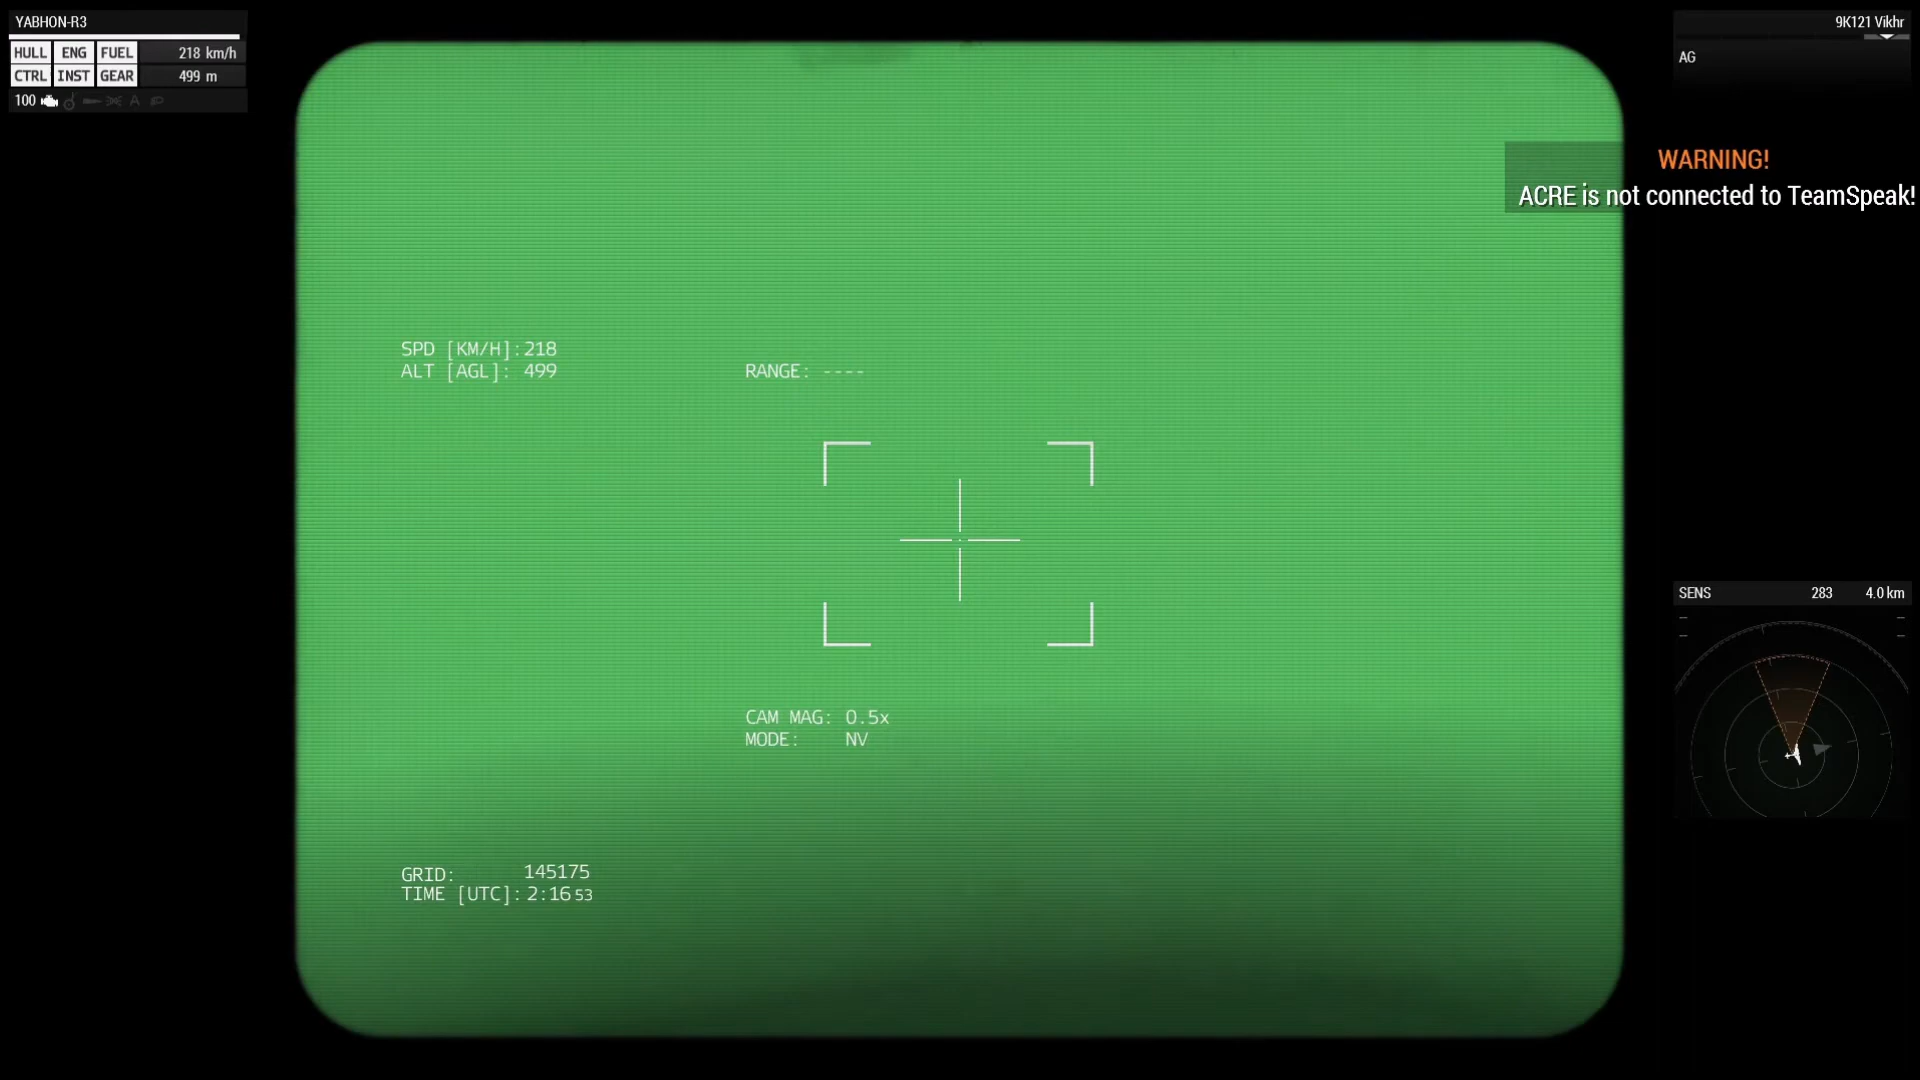 YABHON-R3
HULL ENG FUEL 218 km/h
CTRL INST GEAR 499 m
100 A
9K121 Vikhr
AG
WARNING!
ACRE is not connected to TeamSpeak!
SPD [KM/H]: 218
ALT [AGL]: 499
RANGE: ----
CAM MAG: 0.5x
MODE: NV
GRID: 145175
TIME [UTC]: 2:16 53
SENS 283 4.0 km